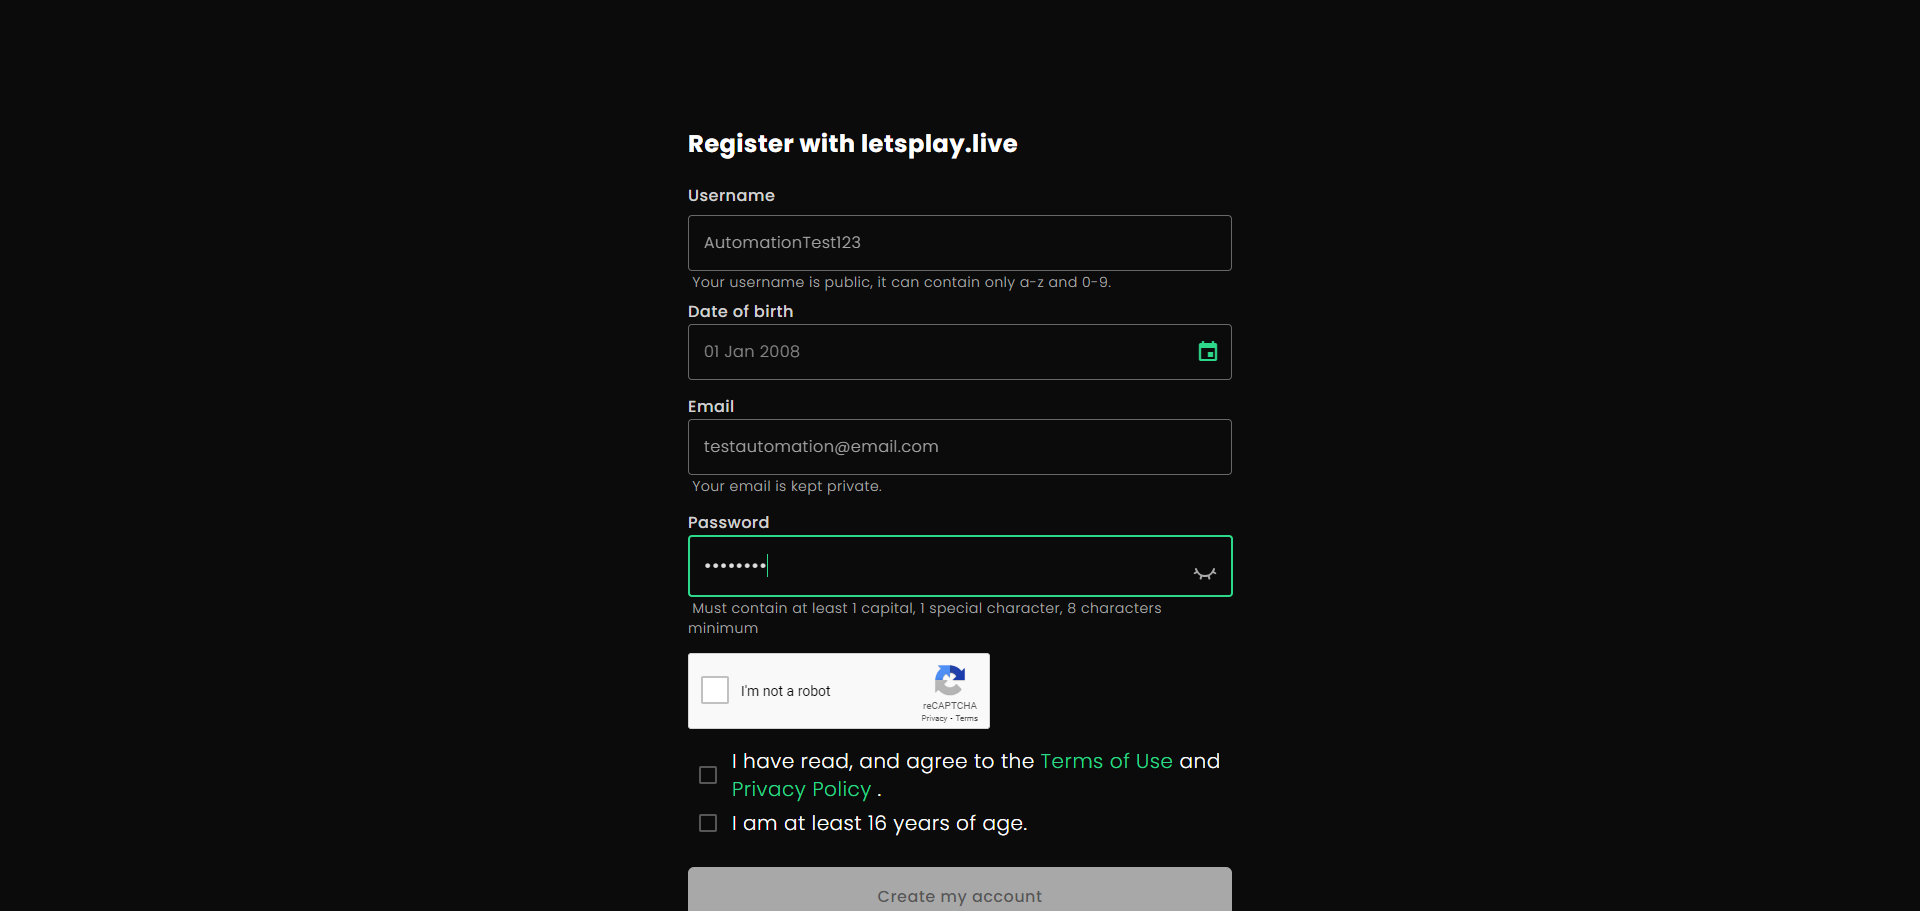 Register with letsplay.live
Username
AutomationTest123
Your username is public, it can contain only a-z and 0-9.
Date of birth
01 Jan 2008
Email
testautomation@email.com
Your email is kept private.
Password
••••••••
Must contain at least 1 capital, 1 special character, 8 characters
minimum
I'm not a robot
reCAPTCHA
Privacy - Terms
I have read, and agree to the Terms of Use and
Privacy Policy .
I am at least 16 years of age.
Create my account